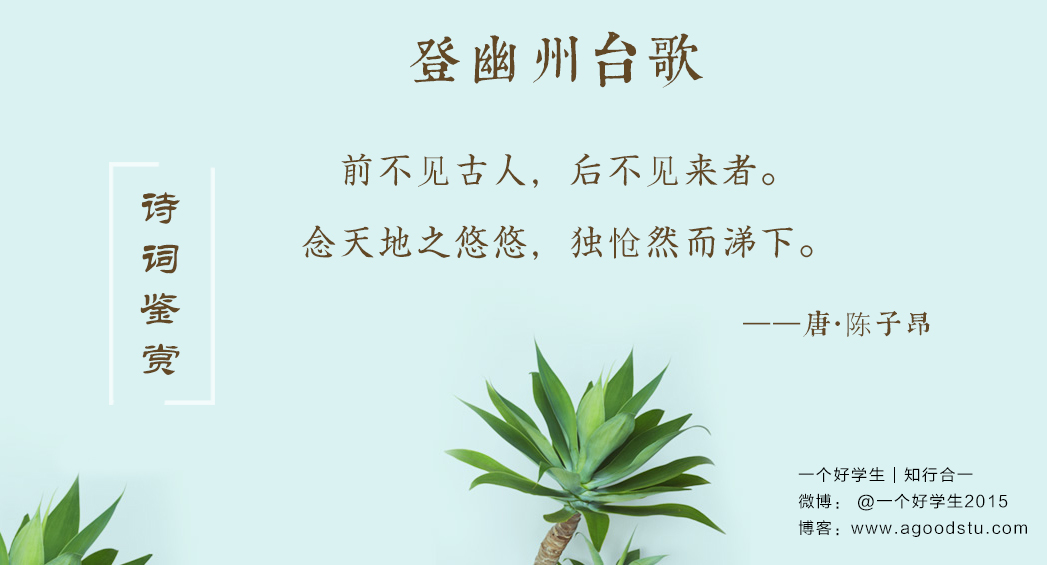 登幽州台歌
前不见古人，后不见来者。
念天地之悠悠，独怆然而涕下。
——唐·陈子昂
诗词鉴赏
一个好学生｜知行合一
微博： @一个好学生2015
博客：www.agoodstu.com